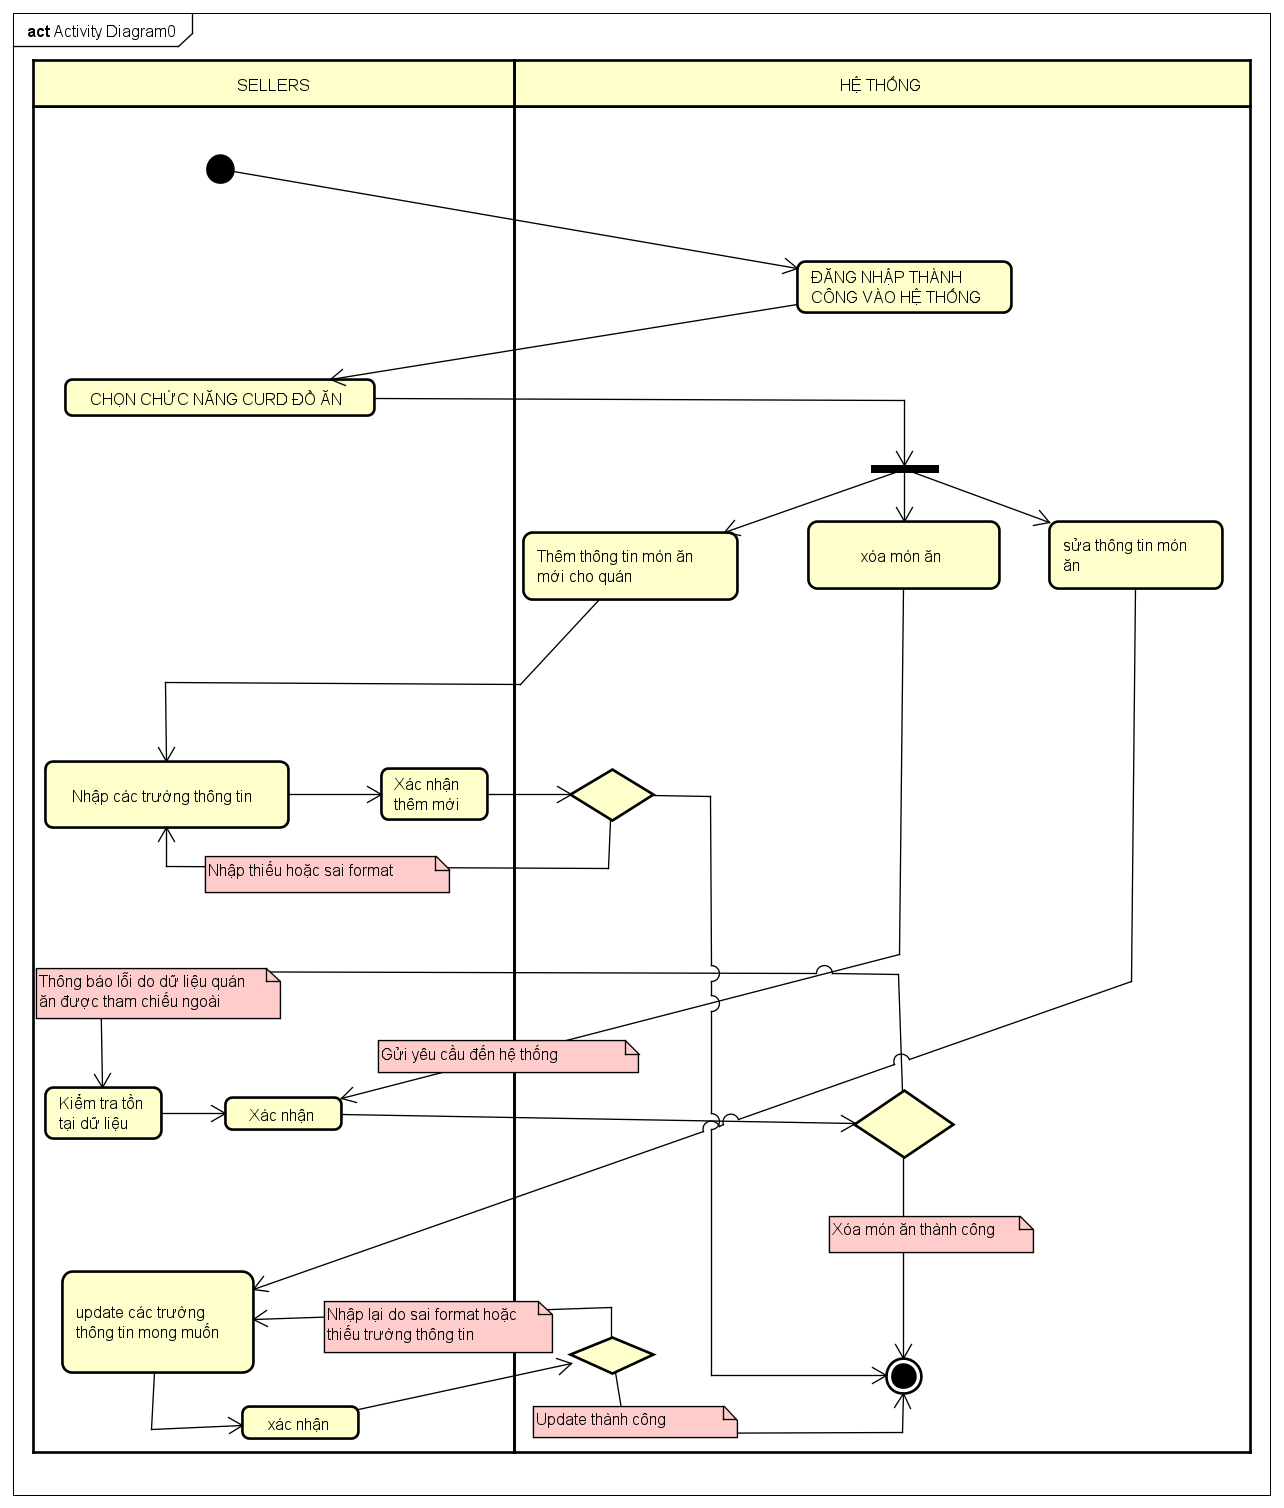 act Activity Diagram0
SELLERS
HỆ THỐNG
ĐĂNG NHẬP THÀNH
CÔNG VÀO HỆ THỐNG
CHỌN CHỨC NĂNG CURD ĐỒ ĂN
Thêm thông tin món ăn
mới cho quán
xóa món ăn
sửa thông tin món
ăn
Nhập các trường thông tin
Xác nhận
thêm mới
Nhập thiếu hoặc sai format
Thông báo lỗi do dữ liệu quán
ăn được tham chiếu ngoài
Gửi yêu cầu đến hệ thống
Kiểm tra tồn
tại dữ liệu
Xác nhận
Xóa món ăn thành công
update các trường
thông tin mong muốn
Nhập lại do sai format hoặc
thiếu trường thông tin
xác nhận
Update thành công